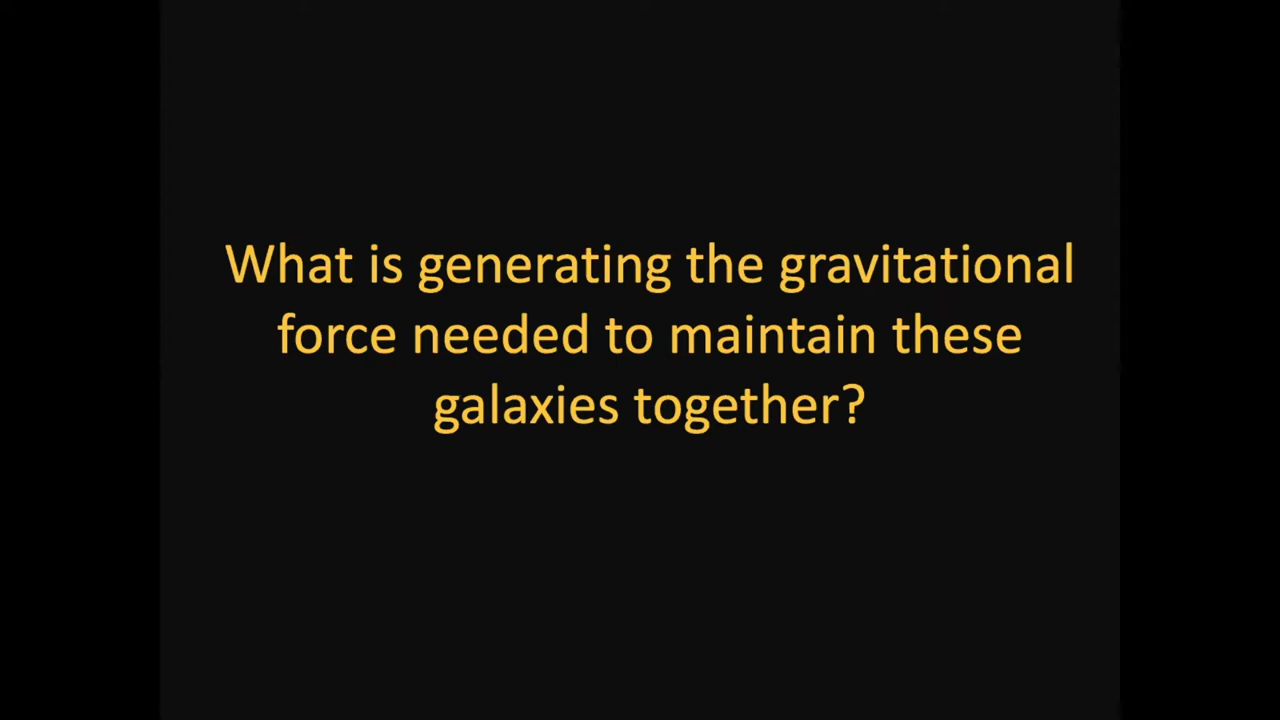 What is generating the gravitational
force needed to maintain these
galaxies together?